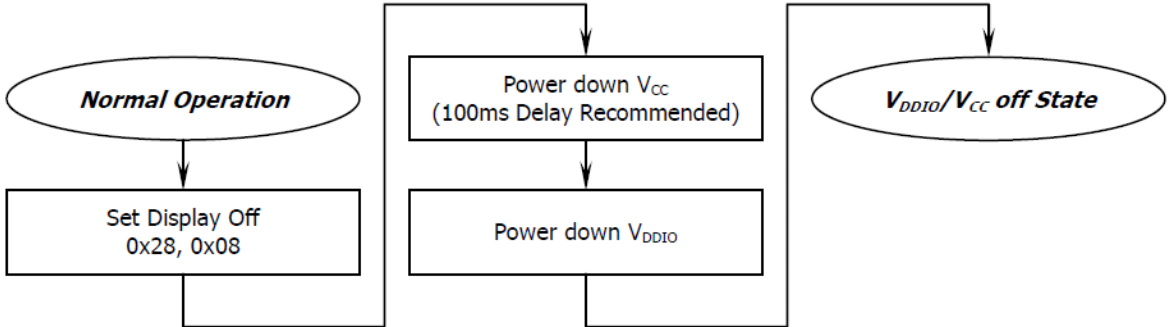 Normal Operation
Set Display Off
0x28, 0x08
Power down VCC
(100ms Delay Recommended)
Power down VDDIO
VDDIO/VCC off State